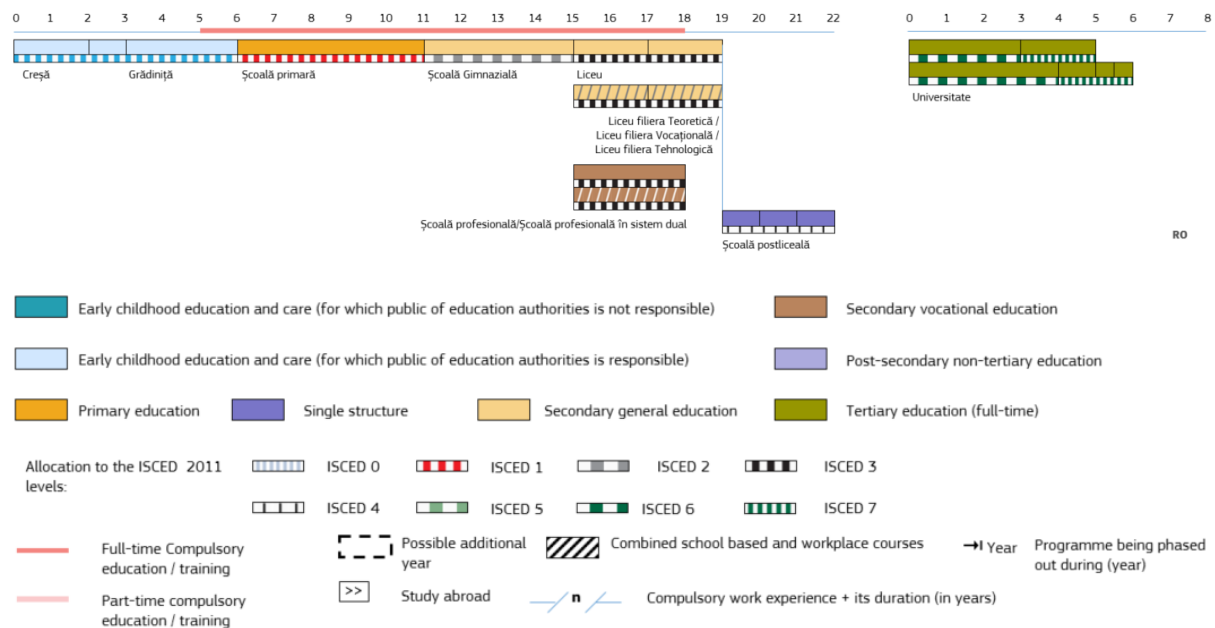 0 1 2 3 4 5 6 7 8 9 10 11 12 13 14 15 16 17 18 19 20 21 22 0 1 2 3 4 5 6 7 8
Creșă Grădiniță Școală primară Școală Gimnazială Liceu
Universitate
Liceu filiera Teoretică /
Liceu filiera Vocațională /
Liceu filiera Tehnologică
Școală profesională/Școală profesională în sistem dual
Școală postliceală
RO
Early childhood education and care (for which public of education authorities is not responsible) Secondary vocational education
Early childhood education and care (for which public of education authorities is responsible) Post-secondary non-tertiary education
Primary education Single structure Secondary general education Tertiary education (full-time)
Allocation to the ISCED 2011 levels: ISCED 0 ISCED 1 ISCED 2 ISCED 3
ISCED 4 ISCED 5 ISCED 6 ISCED 7
Full-time Compulsory
education / training
Possible additional
year
Combined school based and workplace courses
Year
Programme being phased
out during (year)
Part-time compulsory
education / training
>> Study abroad
n Compulsory work experience + its duration (in years)